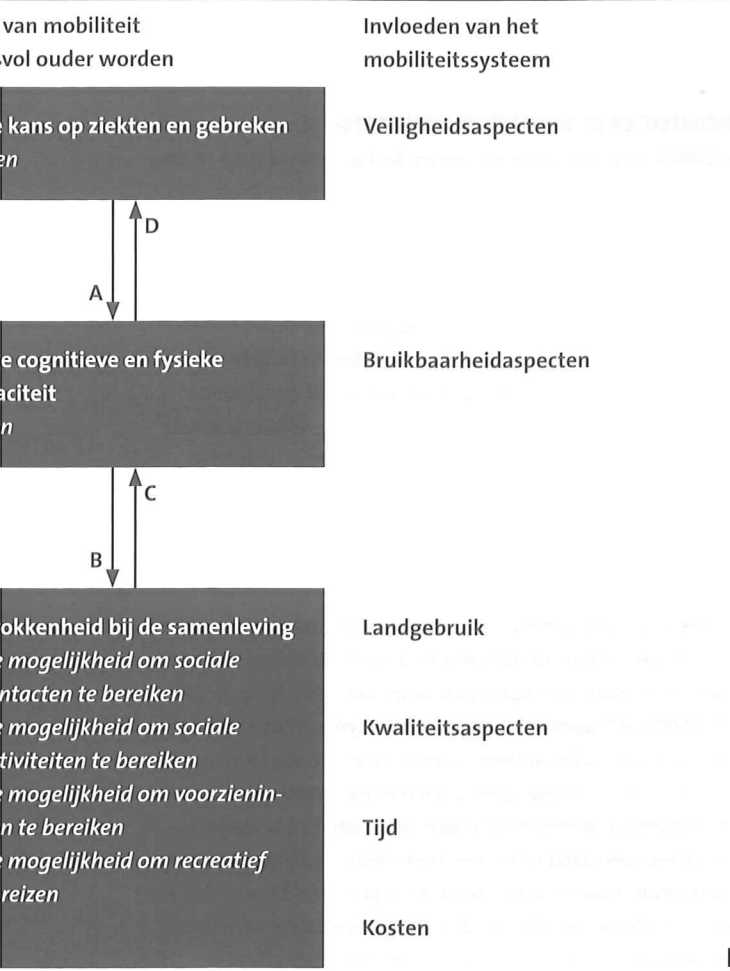 van mobiliteit
vol ouder worden
Invloeden van het
mobiliteitssysteem
e kans op ziekten en gebreken
en
Veiligheidsaspecten
D
A
e cognitieve en fysieke
aciteit
n
Bruikbaarheidaspecten
C
B
okkenheid bij de samenleving
e mogelijkheid om sociale
ntacten te bereiken
e mogelijkheid om sociale
tiviteiten te bereiken
e mogelijkheid om voorzienin-
n te bereiken
e mogelijkheid om recreatief
reizen
Landgebruik
Kwaliteitsaspecten
Tijd
Kosten